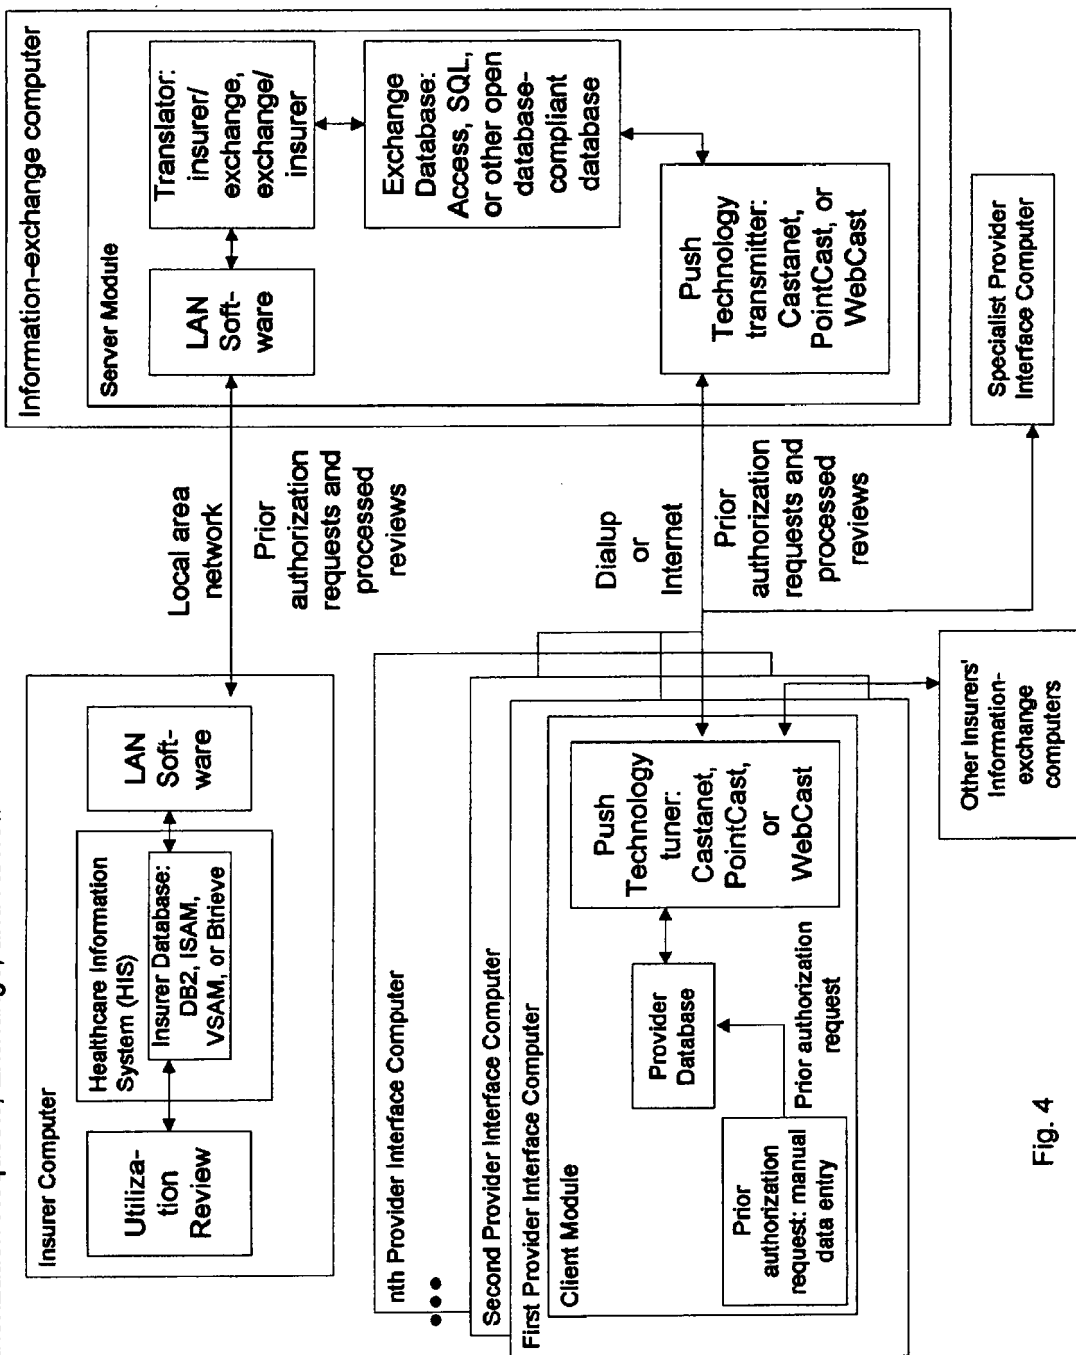 Insurer Computer
Utiliza-
tion
Review
Healthcare Information
System (HIS)
Insurer Database:
DB2, ISAM,
VSAM, or Btrieve
LAN
Soft-
ware
Local area
network
Prior
authorization
requests and
processed
reviews
Information-exchange computer
Server Module
LAN
Soft-
ware
Translator:
insurer/
exchange,
exchange/
insurer
Exchange
Database:
Access, SQL,
or other open
database-
compliant
database
Push
Technology
transmitter:
Castanet,
PointCast, or
WebCast
nth Provider Interface Computer
Second Provider Interface Computer
First Provider Interface Computer
Client Module
Prior
authorization
request: manual
data entry
Prior authorization
request
Provider
Database
Push
Technology
tuner:
Castanet,
PointCast,
or
WebCast
Dialup
or
Internet
Prior
authorization
requests and
processed
reviews
Other Insurers'
Information-
exchange
computers
Specialist Provider
Interface Computer
Fig. 4